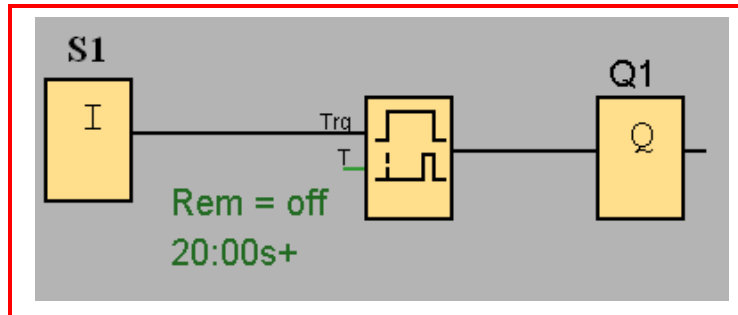 S1
I
Trg
T
Rem = off
20:00s+
Q1
Q